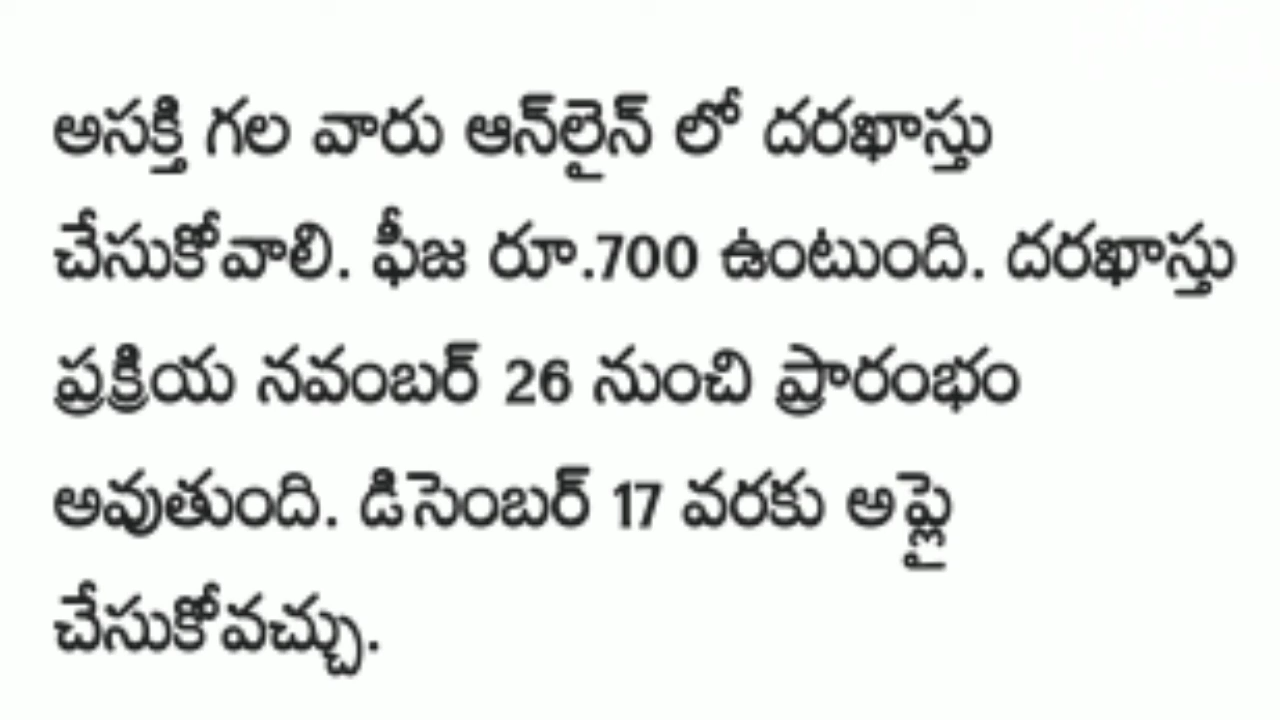 అసక్తి గల వారు ఆన్‌లైన్ లో దరఖాస్తు
చేసుకోవాలి. ఫీజ రూ.700 ఉంటుంది. దరఖాస్తు
ప్రక్రియ నవంబర్ 26 నుంచి ప్రారంభం
అవుతుంది. డిసెంబర్ 17 వరకు అప్లై
చేసుకోవచ్చు.